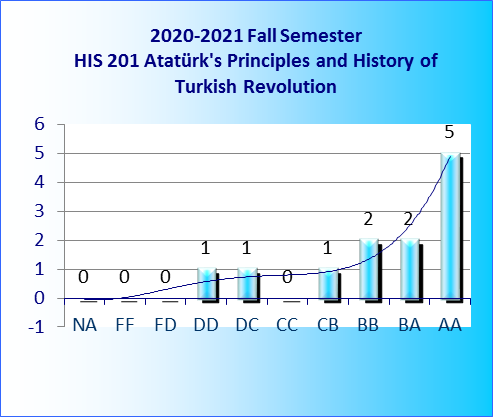 2020-2021 Fall Semester
HIS 201 Atatürk's Principles and History of
Turkish Revolution
6
5
4
3
2
1
0
-1
0 0 0 1 1 0 1 2 2 5
NA FF FD DD DC CC CB BB BA AA